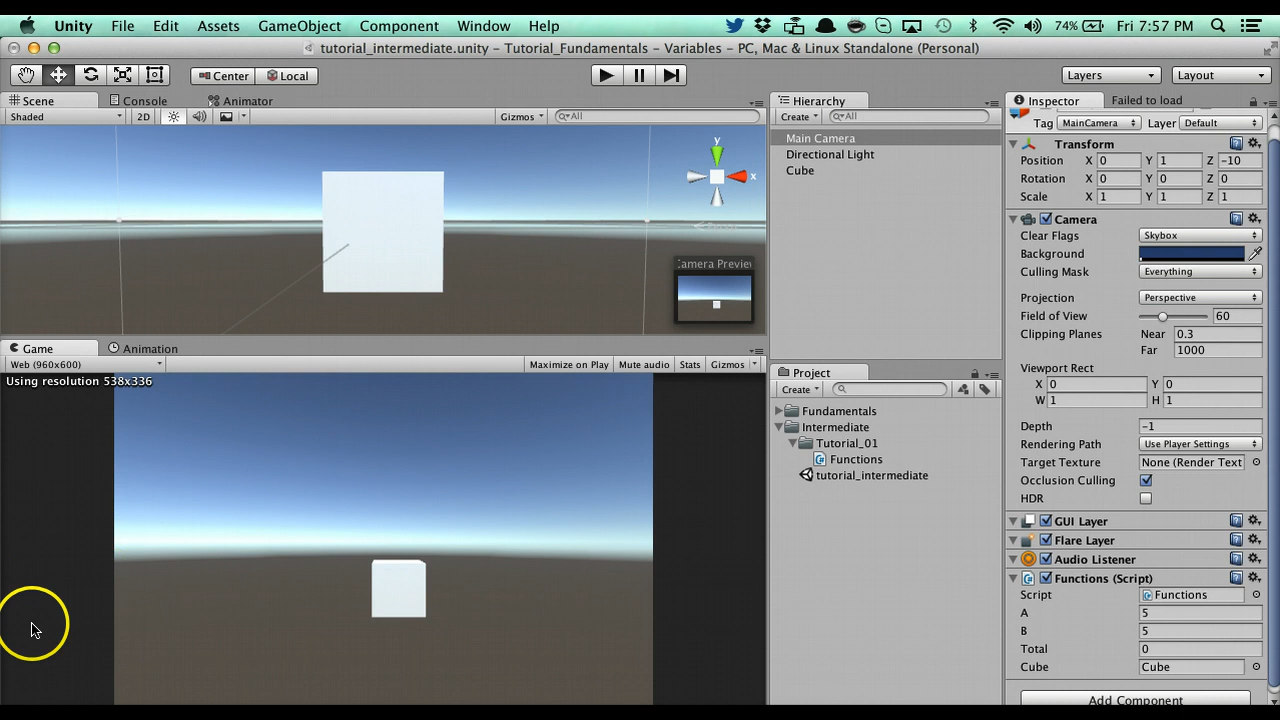 Unity File Edit Assets GameObject Component Window Help 74% Fri 7:57 PM
tutorial_intermediate.unity - Tutorial_Fundamentals - Variables - PC, Mac & Linux Standalone (Personal)
Center Local Layers Layout
Scene Console Animator
Shaded 2D Gizmos All
y
x
Camera Preview
Game Animation
Web (960x600) Maximize on Play Mute audio Stats Gizmos
Using resolution 538x336
Hierarchy
Create All
Main Camera
Directional Light
Cube
Project
Create
Fundamentals
Intermediate
Tutorial_01
Functions
tutorial_intermediate
Inspector Failed to load
Tag MainCamera Layer Default
Transform
Position X 0 Y 1 Z -10
Rotation X 0 Y 0 Z 0
Scale X 1 Y 1 Z 1
Camera
Clear Flags Skybox
Background
Culling Mask Everything
Projection Perspective
Field of View 60
Clipping Planes Near 0.3
Far 1000
Viewport Rect
X 0 Y 0
W 1 H 1
Depth -1
Rendering Path Use Player Settings
Target Texture None (Render Text
Occlusion Culling
HDR
GUI Layer
Flare Layer
Audio Listener
Functions (Script)
Script Functions
A 5
B 5
Total 0
Cube Cube
Add Component